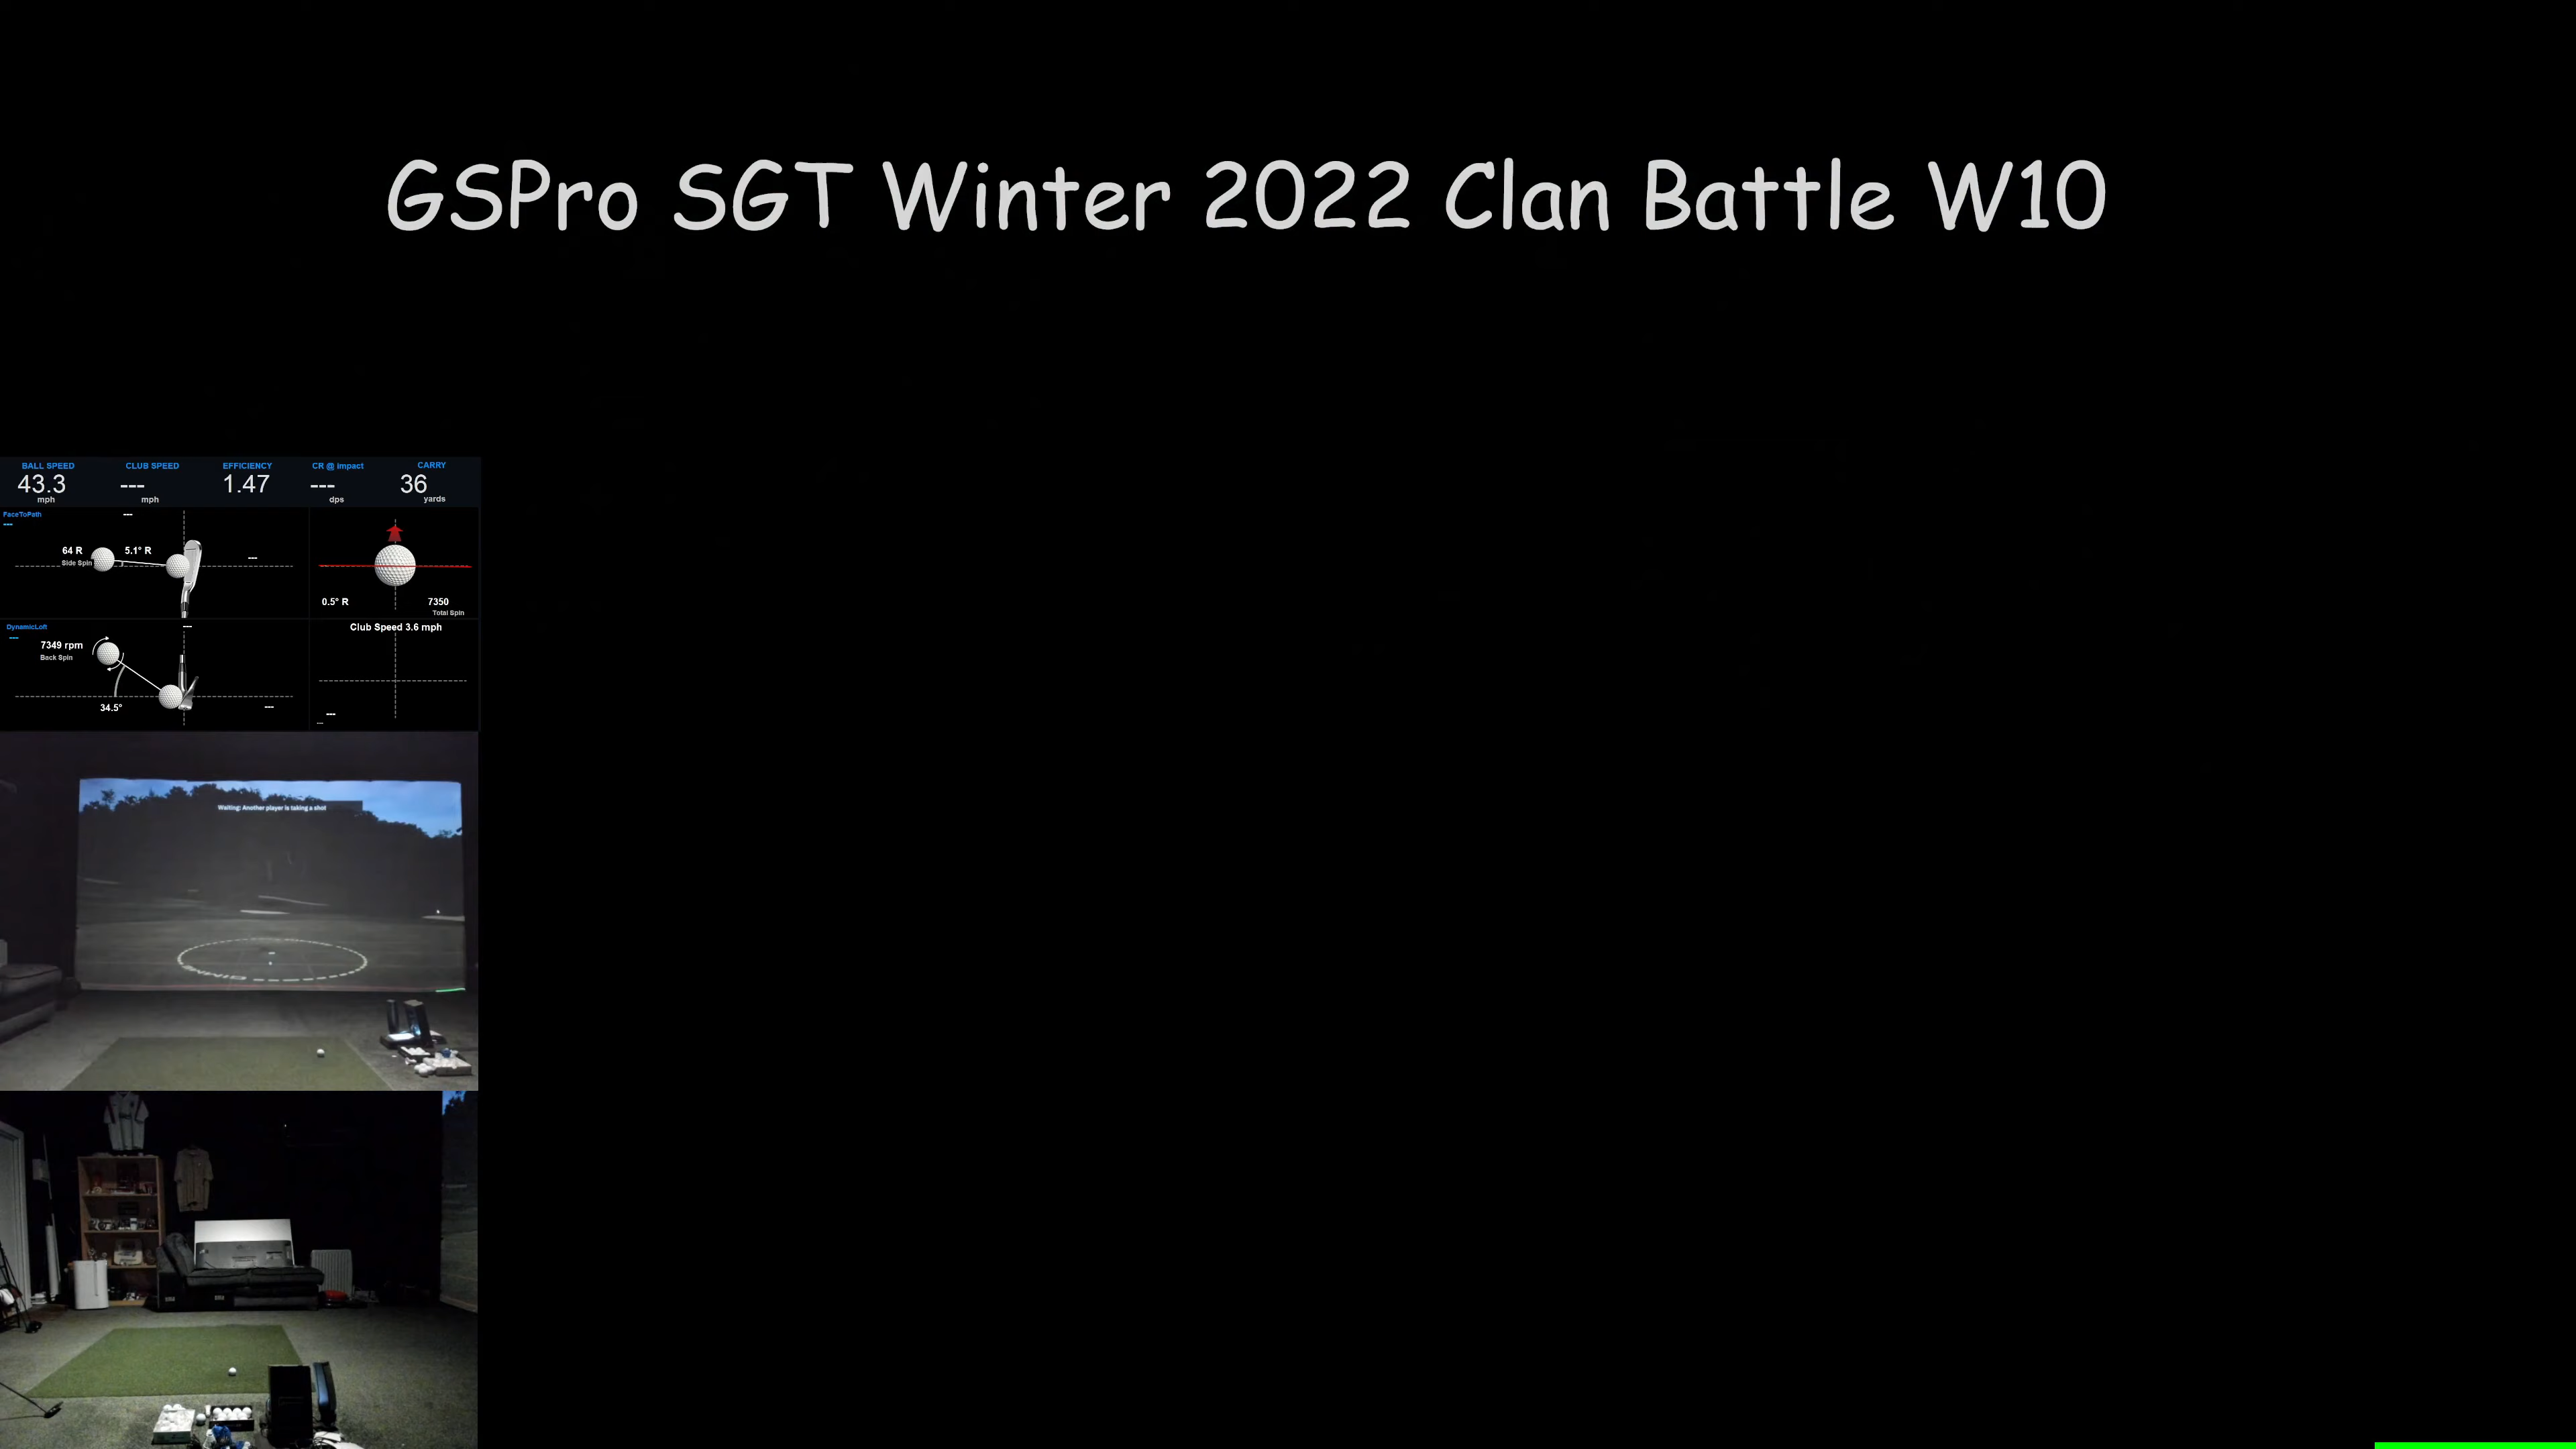 GSPro SGT Winter 2022 Clan Battle W10
BALL SPEED CLUB SPEED EFFICIENCY CR @ impact CARRY
43.3 --- 1.47 --- 36
mph mph dps yards
FaceToPath ---
---
64 R 5.1° R ---
Side Spin
0.5° R 7350
Total Spin
DynamicLoft --- Club Speed 3.6 mph
---
7349 rpm
Back Spin
34.5° --- ---
---
Waiting: Another player is taking a shot